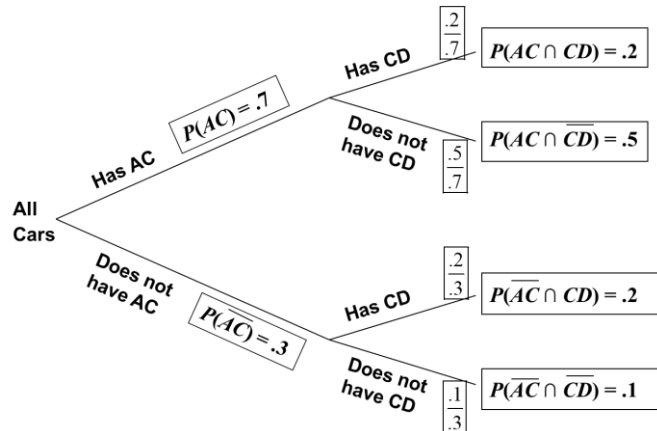 .2
.7
Has CD
P(AC ∩ CD) = .2
P(AC) = .7
Has AC
Does not
have CD
.5
.7
P(AC ∩ C̅D̅) = .5
All
Cars
Does not
have AC
P(A̅C̅) = .3
.2
.3
Has CD
P(A̅C̅ ∩ CD) = .2
Does not
have CD
.1
.3
P(A̅C̅ ∩ C̅D̅) = .1